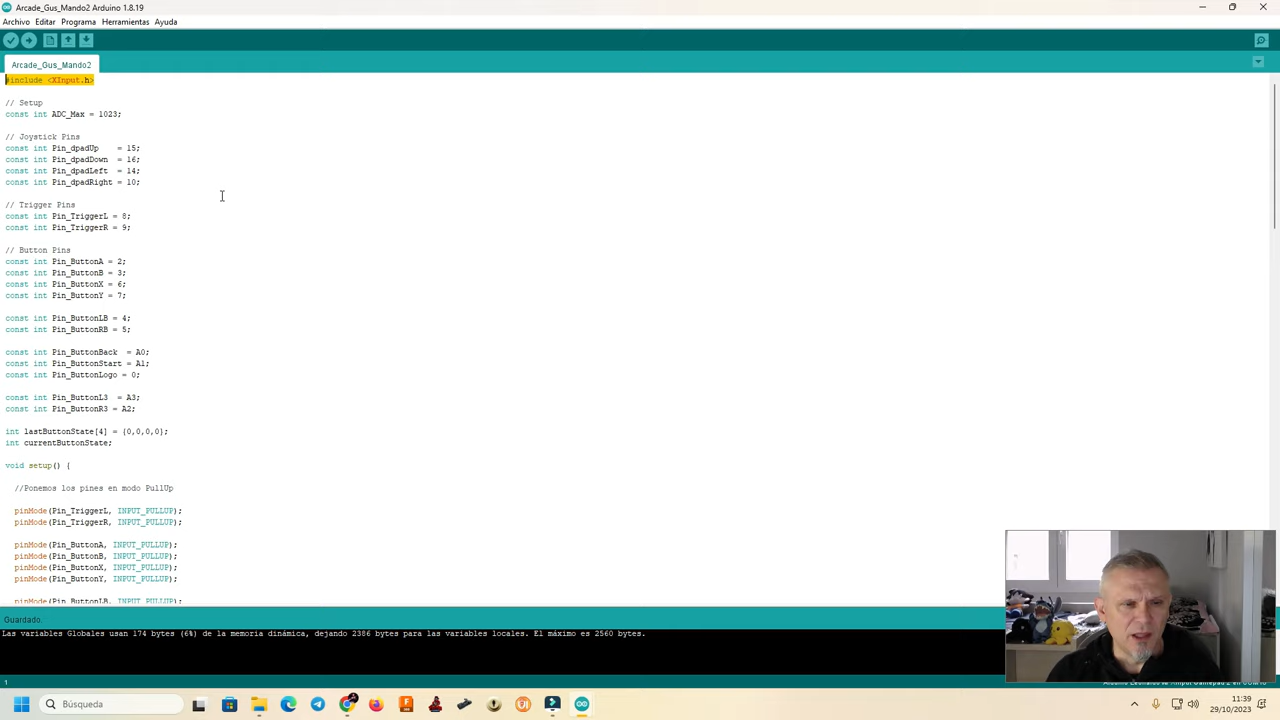 Arcade_Gus_Mando2 Arduino 1.8.19
Archivo Editar Programa Herramientas Ayuda
Arcade_Gus_Mando2
#include <XInput.h>
// Setup
const int ADC_Max = 1023;
// Joystick Pins
const int Pin_dpadUp = 15;
const int Pin_dpadDown = 16;
const int Pin_dpadLeft = 14;
const int Pin_dpadRight = 10;
// Trigger Pins
const int Pin_TriggerL = 8;
const int Pin_TriggerR = 9;
// Button Pins
const int Pin_ButtonA = 2;
const int Pin_ButtonB = 3;
const int Pin_ButtonX = 6;
const int Pin_ButtonY = 7;
const int Pin_ButtonLB = 4;
const int Pin_ButtonRB = 5;
const int Pin_ButtonBack = A0;
const int Pin_ButtonStart = A1;
const int Pin_ButtonLogo = 0;
const int Pin_ButtonL3 = A3;
const int Pin_ButtonR3 = A2;
int lastButtonState[4] = {0,0,0,0};
int currentButtonState;
void setup() {
//Ponemos los pines en modo PullUp
pinMode(Pin_TriggerL, INPUT_PULLUP);
pinMode(Pin_TriggerR, INPUT_PULLUP);
pinMode(Pin_ButtonA, INPUT_PULLUP);
pinMode(Pin_ButtonB, INPUT_PULLUP);
pinMode(Pin_ButtonX, INPUT_PULLUP);
pinMode(Pin_ButtonY, INPUT_PULLUP);
pinMode(Pin_ButtonLB, INPUT_PULLUP);
Guardado.
Las variables Globales usan 174 bytes (6%) de la memoria dinámica, dejando 2386 bytes para las variables locales. El máximo es 2560 bytes.
1
Búsqueda
11:39
29/10/2023